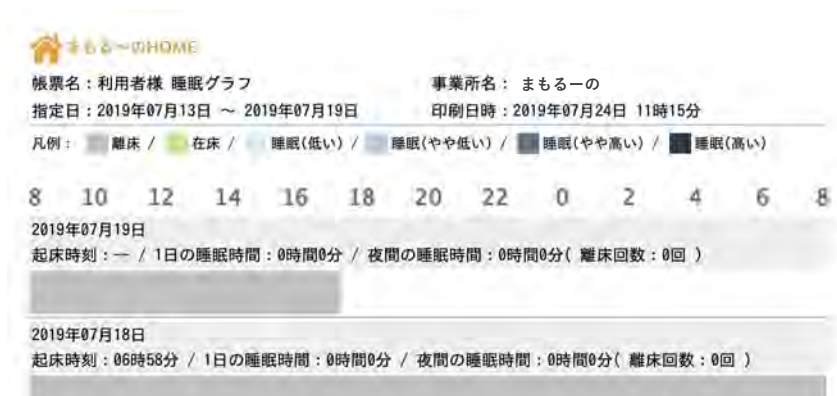 まもる〜のHOME
帳票名：利用者様 睡眠グラフ
事業所名： まもるーの
指定日：2019年07月13日 〜 2019年07月19日
印刷日時：2019年07月24日 11時15分
凡例： 離床 / 在床 / 睡眠(低い) / 睡眠(やや低い) / 睡眠(やや高い) / 睡眠(高い)
8 10 12 14 16 18 20 22 0 2 4 6 8
2019年07月19日
起床時刻：－ / 1日の睡眠時間：0時間0分 / 夜間の睡眠時間：0時間0分( 離床回数：0回 )
2019年07月18日
起床時刻：06時58分 / 1日の睡眠時間：0時間0分 / 夜間の睡眠時間：0時間0分( 離床回数：0回 )